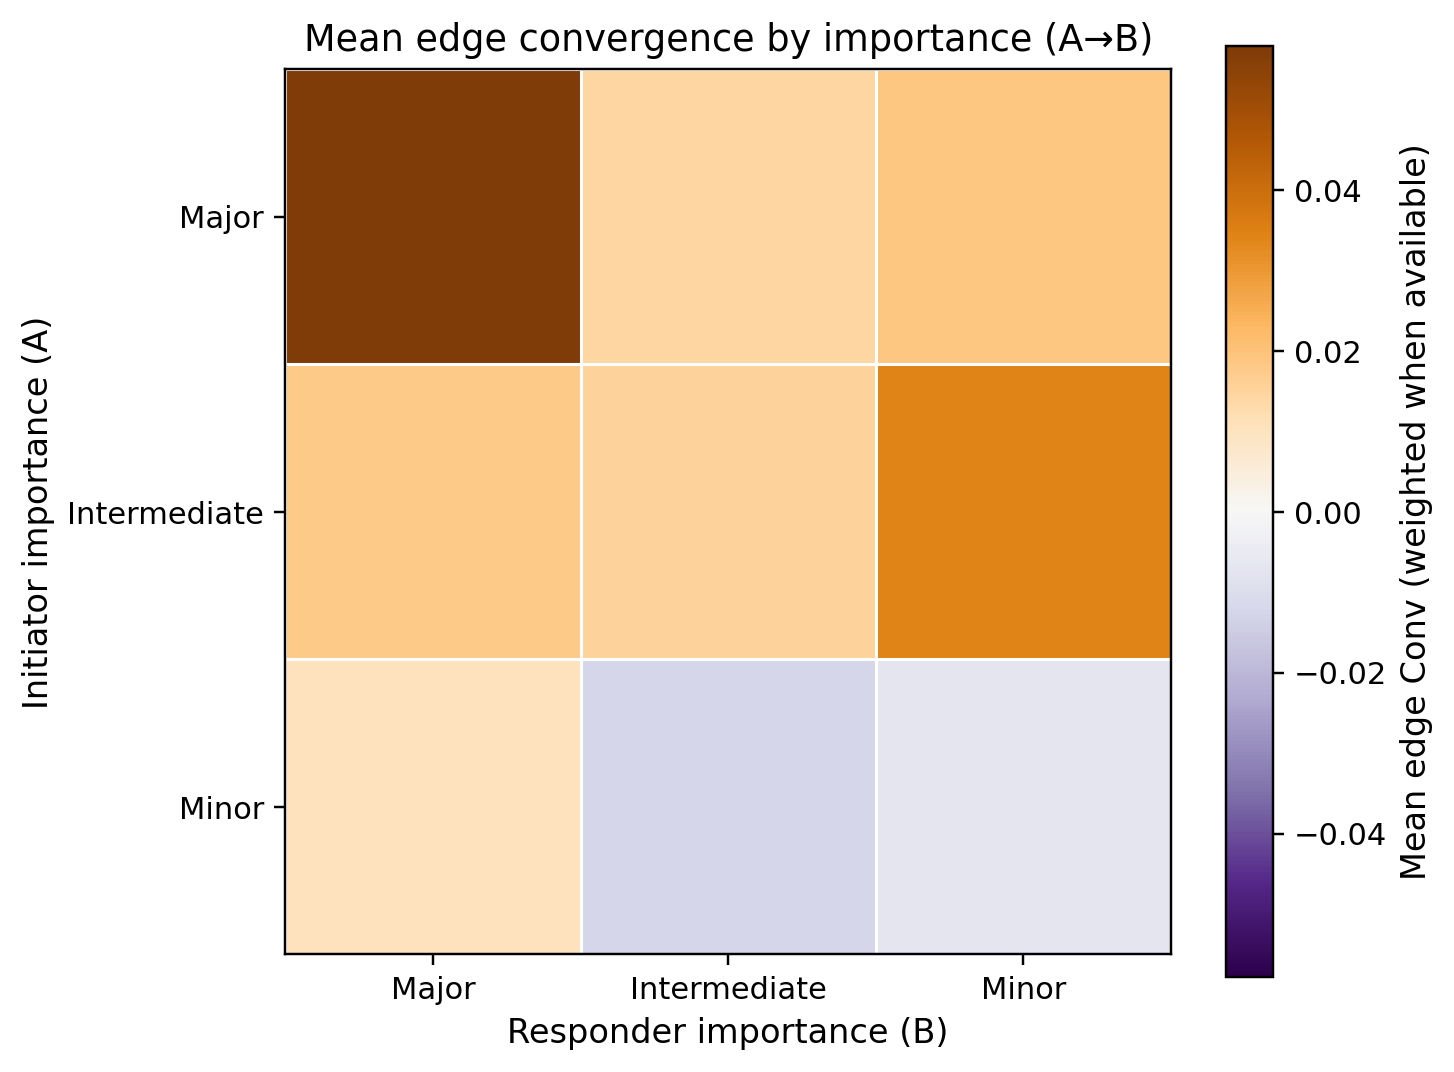 Mean edge convergence by importance (A→B)
Initiator importance (A)
Major
Intermediate
Minor
Major
Intermediate
Minor
Responder importance (B)
0.04
0.02
0.00
−0.02
−0.04
Mean edge Conv (weighted when available)